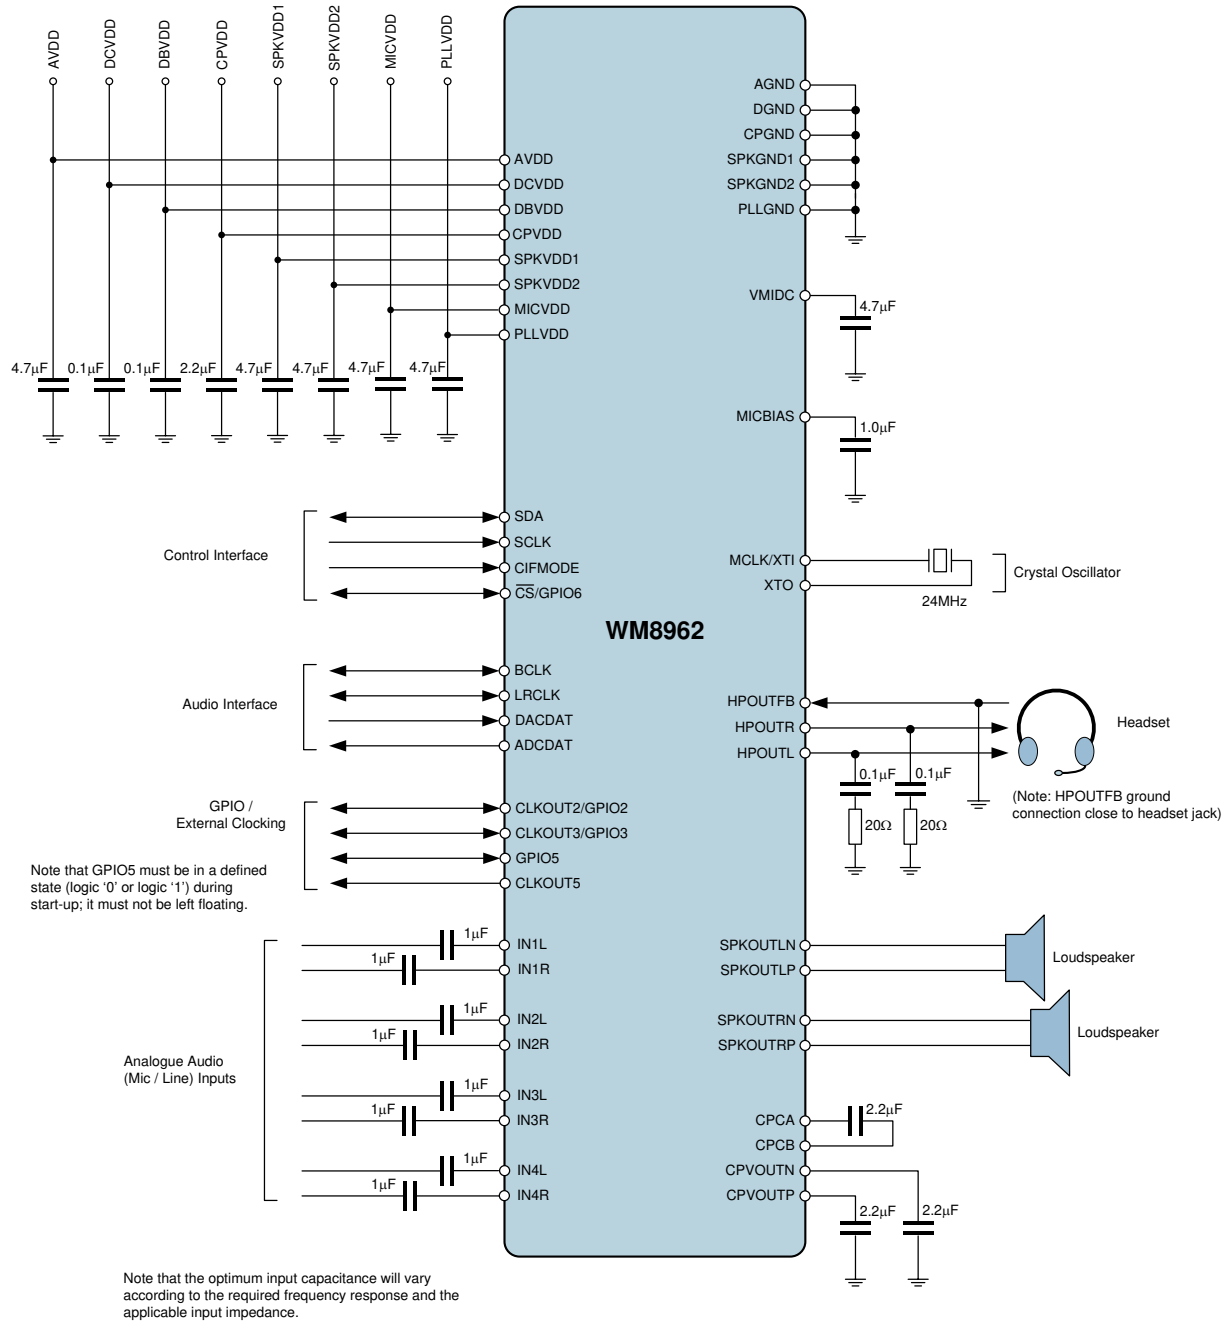 AVDD
DCVDD
DBVDD
CPVDD
SPKVDD1
SPKVDD2
MICVDD
PLLVDD
AVDD
DCVDD
DBVDD
CPVDD
SPKVDD1
SPKVDD2
MICVDD
PLLVDD
4.7µF
0.1µF
0.1µF
2.2µF
4.7µF
4.7µF
4.7µF
4.7µF
Control Interface
SDA
SCLK
CIFMODE
C̅S̅/GPIO6
Audio Interface
BCLK
LRCLK
DACDAT
ADCDAT
GPIO /
External Clocking
CLKOUT2/GPIO2
CLKOUT3/GPIO3
GPIO5
CLKOUT5
Note that GPIO5 must be in a defined
state (logic ‘0’ or logic ‘1’) during
start-up; it must not be left floating.
Analogue Audio
(Mic / Line) Inputs
1µF
IN1L
1µF
IN1R
1µF
IN2L
1µF
IN2R
1µF
IN3L
1µF
IN3R
1µF
IN4L
1µF
IN4R
Note that the optimum input capacitance will vary
according to the required frequency response and the
applicable input impedance.
WM8962
AGND
DGND
CPGND
SPKGND1
SPKGND2
PLLGND
VMIDC
4.7µF
MICBIAS
1.0µF
MCLK/XTI
XTO
24MHz
Crystal Oscillator
HPOUTFB
HPOUTR
HPOUTL
Headset
0.1µF
0.1µF
20Ω
20Ω
(Note: HPOUTFB ground
connection close to headset jack)
SPKOUTLN
SPKOUTLP
Loudspeaker
SPKOUTRN
SPKOUTRP
Loudspeaker
CPCA
2.2µF
CPCB
CPVOUTN
CPVOUTP
2.2µF
2.2µF